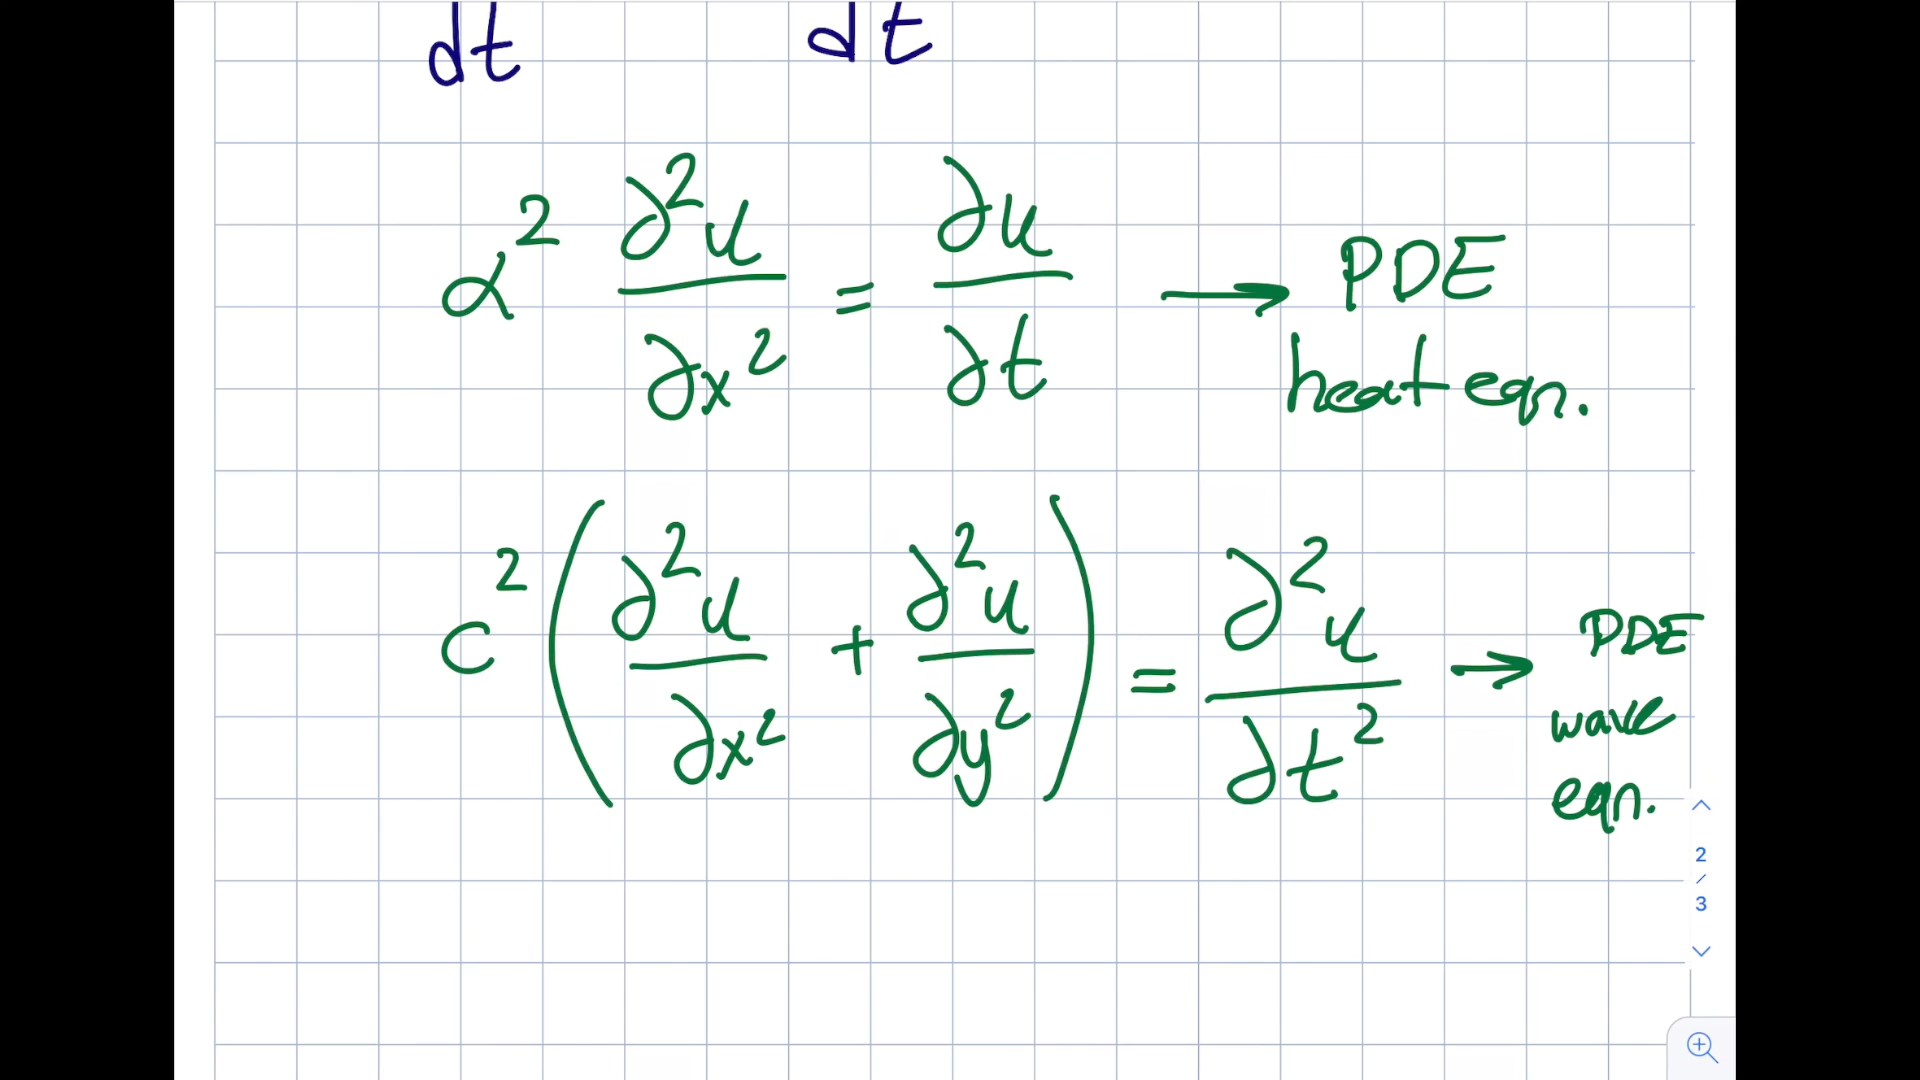 dt dt
α² ∂²u/∂x² = ∂u/∂t → PDE
heat eqn.
c² (∂²u/∂x² + ∂²u/∂y²) = ∂²u/∂t² → PDE
wave
eqn.
2
/
3